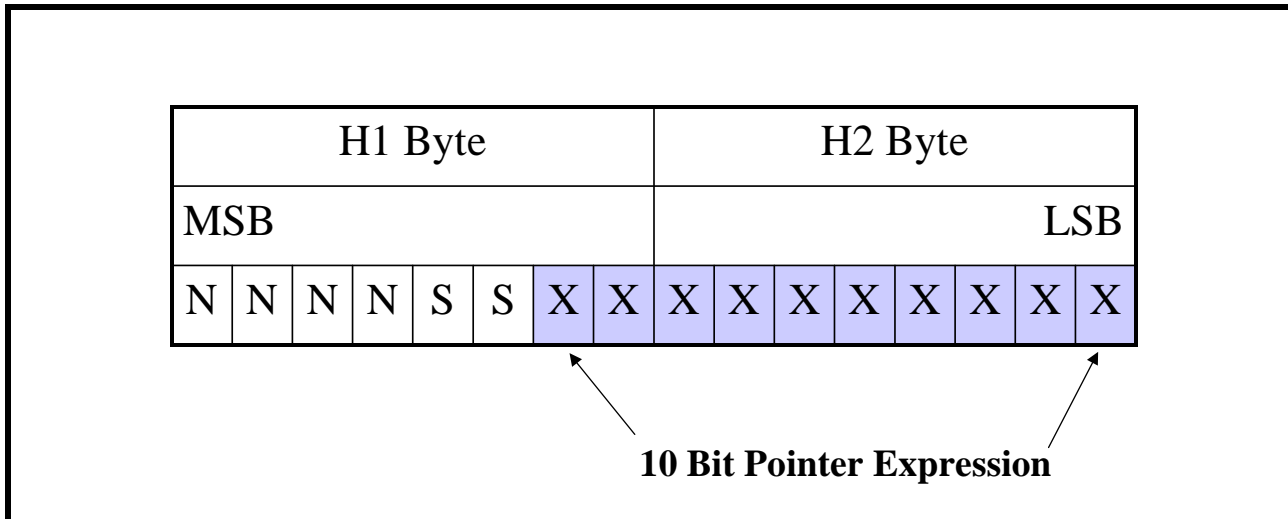 H1 Byte H2 Byte
MSB LSB
N N N N S S X X X X X X X X X X
10 Bit Pointer Expression